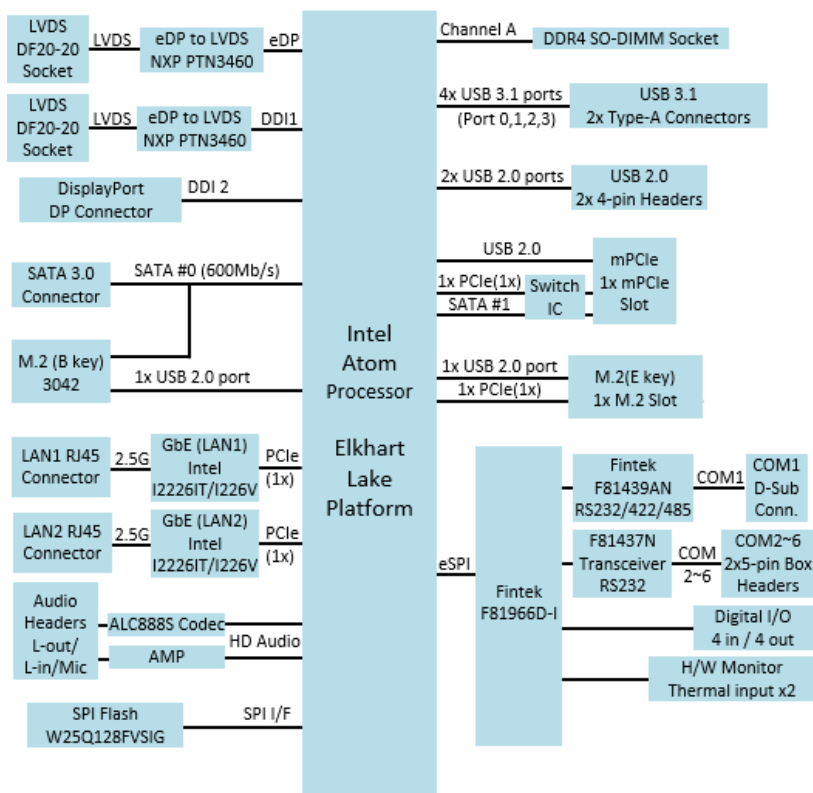 LVDS
DF20-20
Socket
LVDS
eDP to LVDS
NXP PTN3460
eDP
LVDS
DF20-20
Socket
LVDS
eDP to LVDS
NXP PTN3460
DDI1
DisplayPort
DP Connector
DDI 2
SATA 3.0
Connector
SATA #0 (600Mb/s)
M.2 (B key)
3042
1x USB 2.0 port
LAN1 RJ45
Connector
2.5G
GbE (LAN1)
Intel
I2226IT/I226V
PCIe
(1x)
LAN2 RJ45
Connector
2.5G
GbE (LAN2)
Intel
I2226IT/I226V
PCIe
(1x)
Audio
Headers
L-out/
L-in/Mic
ALC888S Codec
AMP
HD Audio
SPI Flash
W25Q128FVSIG
SPI I/F
Intel
Atom
Processor
Elkhart
Lake
Platform
Channel A
DDR4 SO-DIMM Socket
4x USB 3.1 ports
(Port 0,1,2,3)
USB 3.1
2x Type-A Connectors
2x USB 2.0 ports
USB 2.0
2x 4-pin Headers
USB 2.0
1x PCIe(1x)
SATA #1
Switch
IC
mPCIe
1x mPCIe
Slot
1x USB 2.0 port
1x PCIe(1x)
M.2(E key)
1x M.2 Slot
eSPI
Fintek
F81966D-I
Fintek
F81439AN
RS232/422/485
COM1
COM1
D-Sub
Conn.
F81437N
Transceiver
RS232
COM
2~6
COM2~6
2x5-pin Box
Headers
Digital I/O
4 in / 4 out
H/W Monitor
Thermal input x2